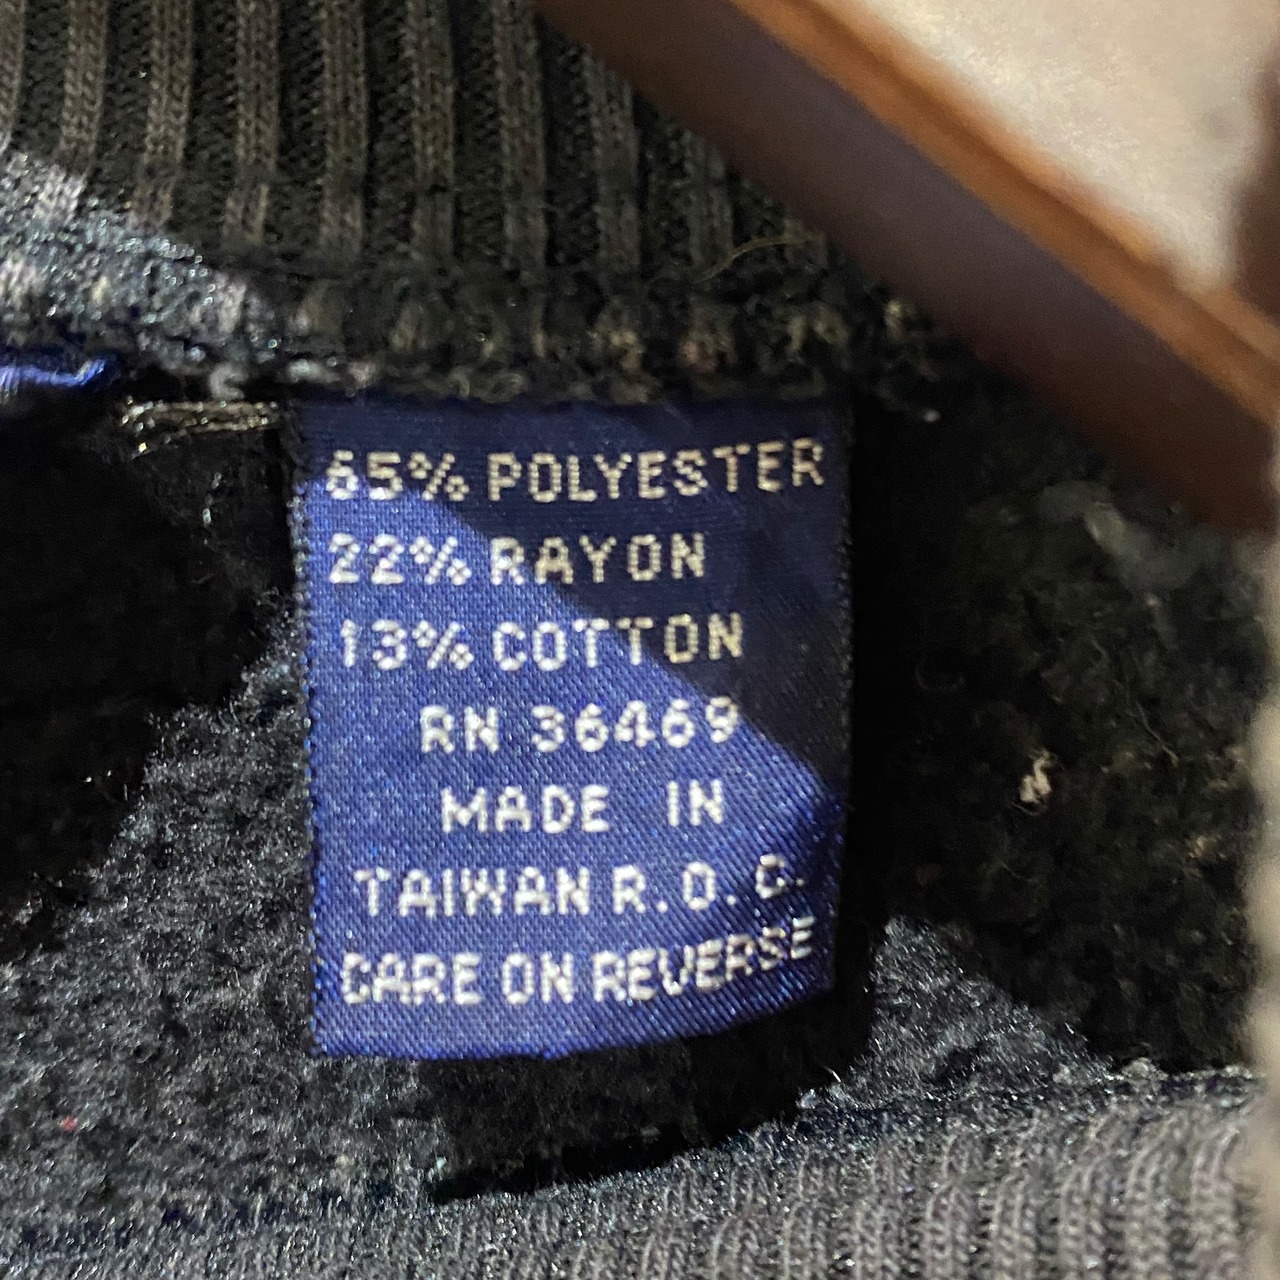 65% POLYESTER
22% RAYON
13% COTTON
RN 36469
MADE IN
TAIWAN R.O.C.
CARE ON REVERSE